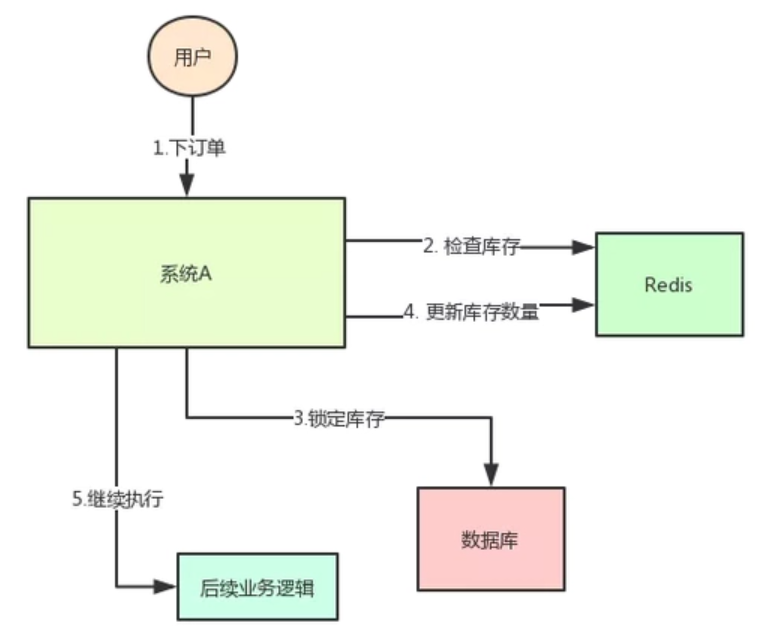 用户
1.下订单
系统A
2. 检查库存
Redis
4. 更新库存数量
3.锁定库存
5.继续执行
数据库
后续业务逻辑